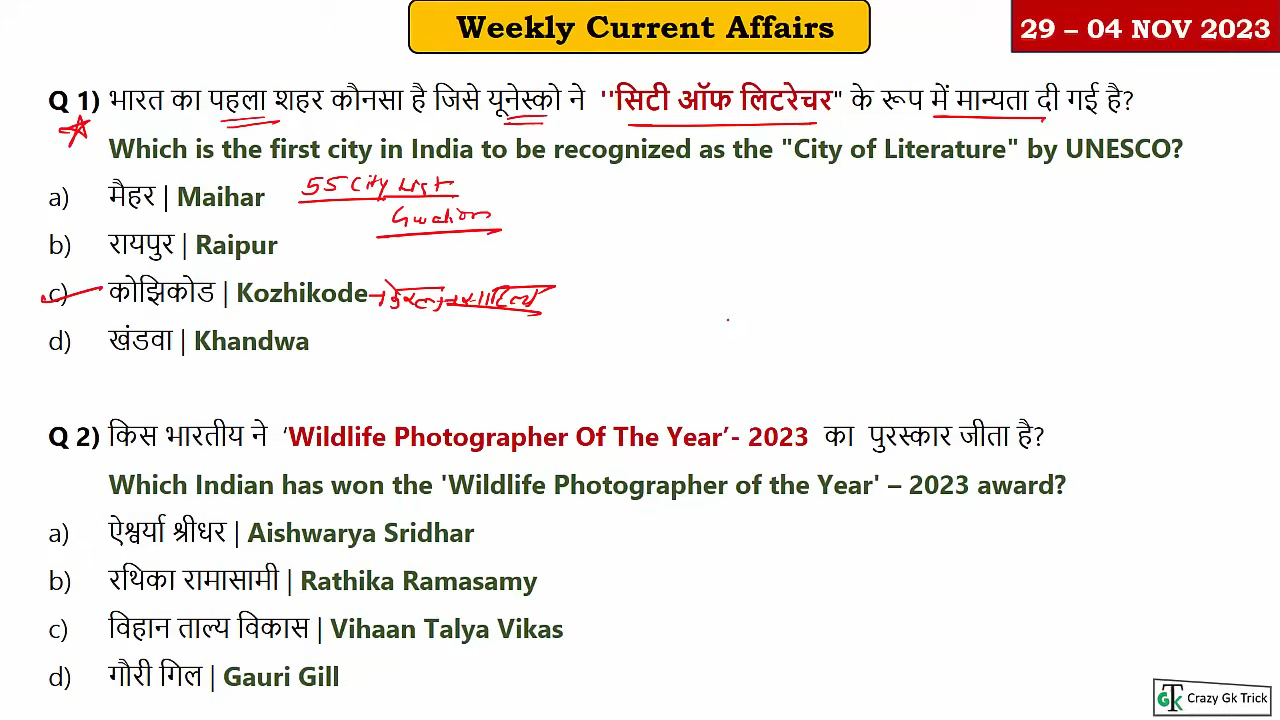 Weekly Current Affairs
29 – 04 NOV 2023
Q 1) भारत का पहला शहर कौनसा है जिसे यूनेस्को ने ''सिटी ऑफ लिटरेचर" के रूप में मान्यता दी गई है?
Which is the first city in India to be recognized as the "City of Literature" by UNESCO?
a) मैहर | Maihar
55 City List
b) रायपुर | Raipur
c) कोझिकोड | Kozhikode
d) खंडवा | Khandwa
Q 2) किस भारतीय ने ‘Wildlife Photographer Of The Year’- 2023 का पुरस्कार जीता है?
Which Indian has won the 'Wildlife Photographer of the Year' – 2023 award?
a) ऐश्वर्या श्रीधर | Aishwarya Sridhar
b) रथिका रामासामी | Rathika Ramasamy
c) विहान ताल्य विकास | Vihaan Talya Vikas
d) गौरी गिल | Gauri Gill
GTK Crazy Gk Trick